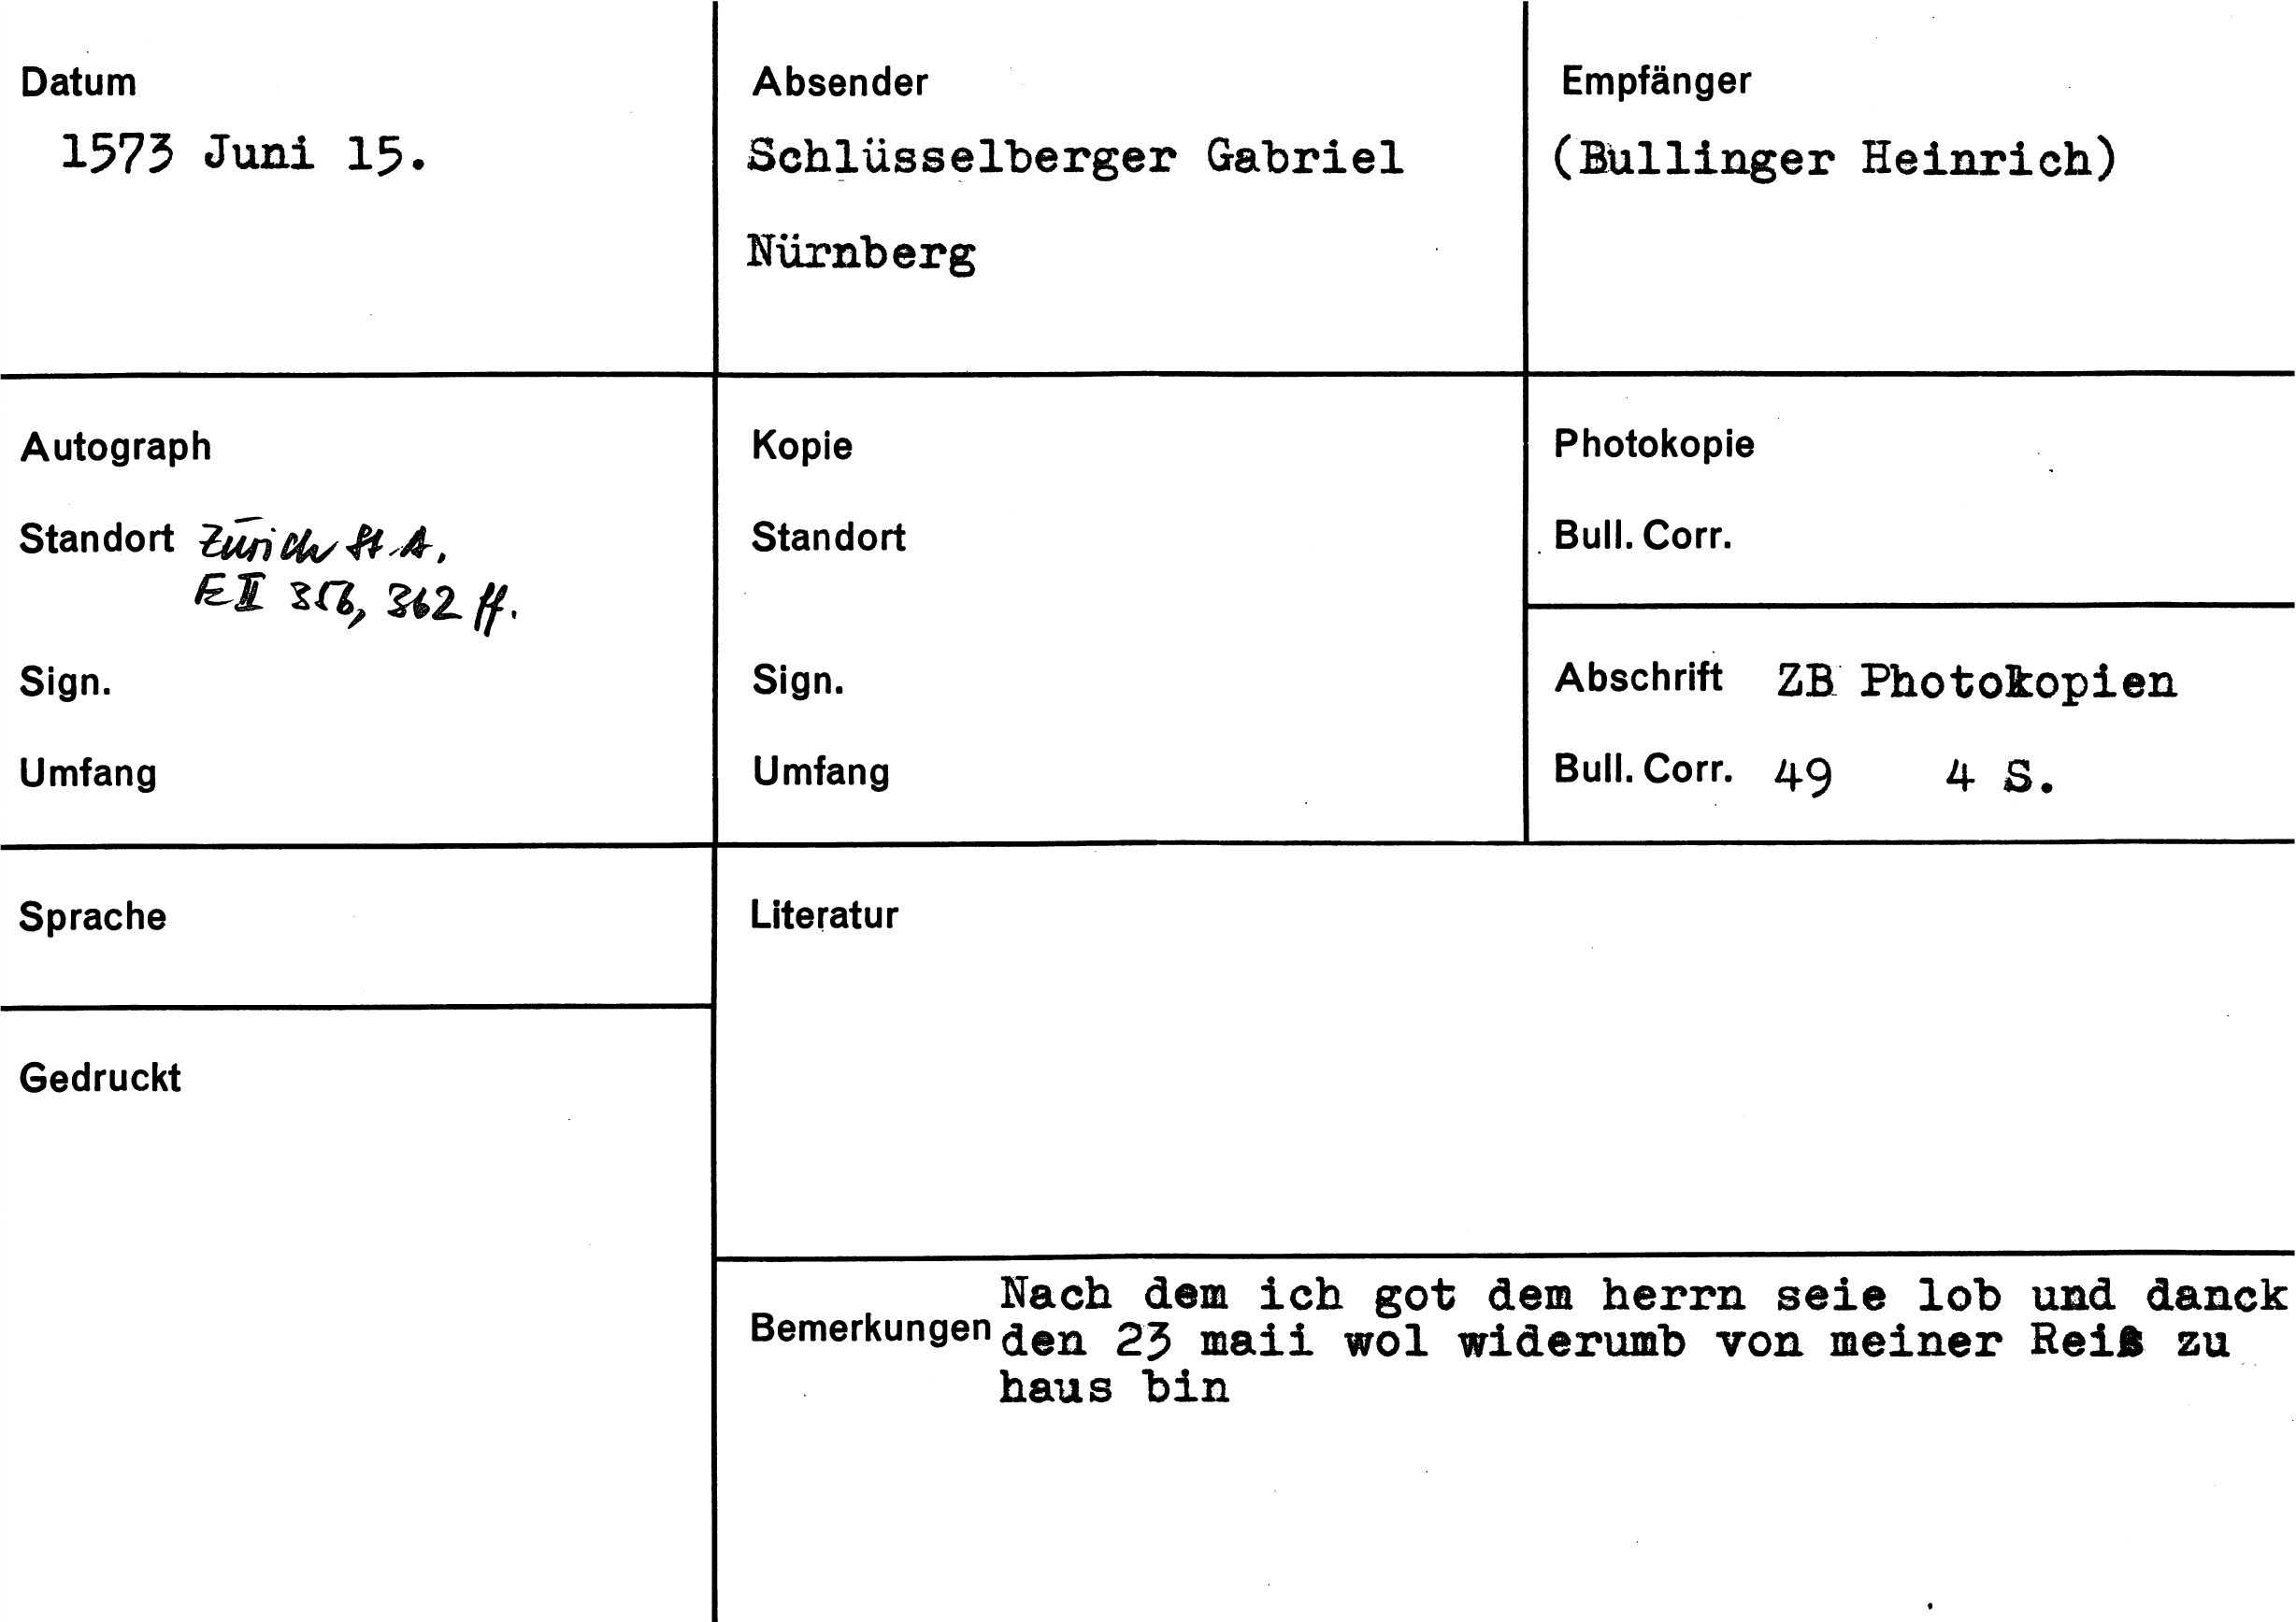 Datum
1573 Juni 15.
Absender
Schlüsselberger Gabriel
Nürnberg
Empfänger
(Bullinger Heinrich)
Autograph
Standort Zürich St.A.
E II 356, 362 ff.
Sign.
Umfang
Kopie
Standort
Sign.
Umfang
Photokopie
Bull. Corr.
Abschrift ZB Photokopien
Bull. Corr. 49 4 S.
Sprache
Literatur
Gedruckt
Bemerkungen
Nach dem ich got dem herrn seie lob und danck
den 23 maii wol widerumb von meiner Reiß zu
haus bin